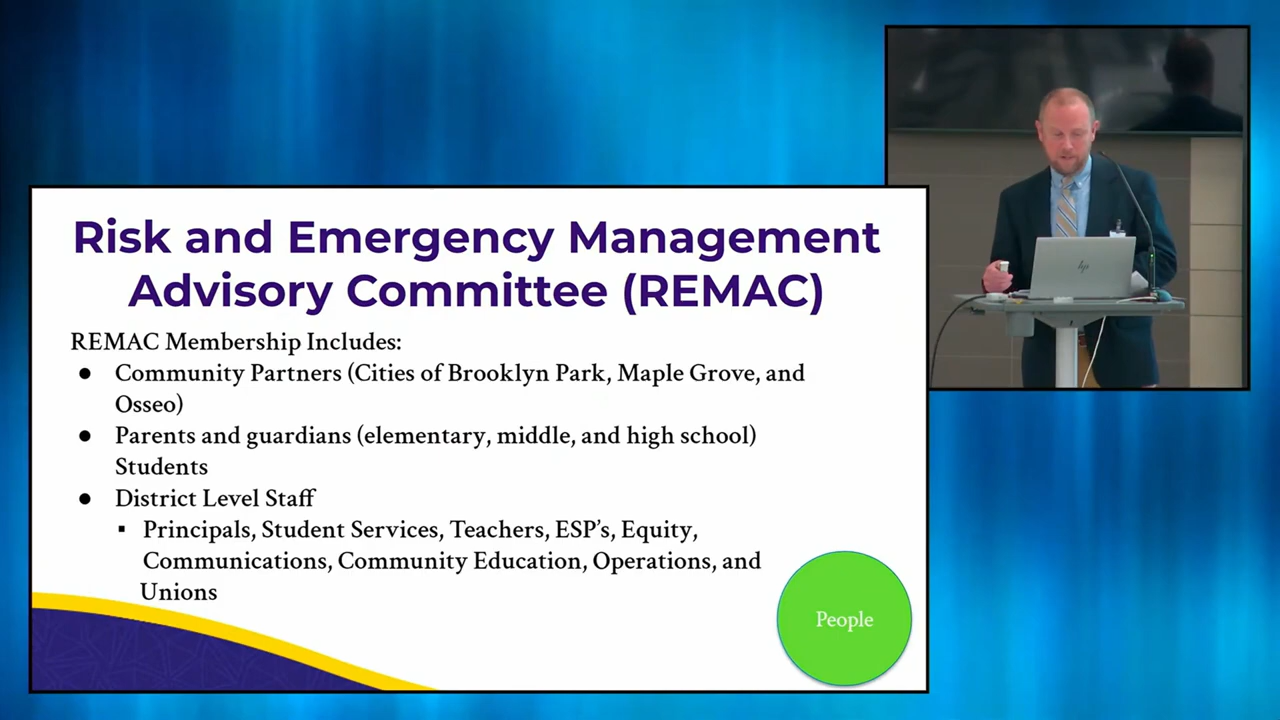 Risk and Emergency Management
Advisory Committee (REMAC)
REMAC Membership Includes:
● Community Partners (Cities of Brooklyn Park, Maple Grove, and
Osseo)
● Parents and guardians (elementary, middle, and high school)
Students
● District Level Staff
▪ Principals, Student Services, Teachers, ESP’s, Equity,
Communications, Community Education, Operations, and
Unions
People
hp